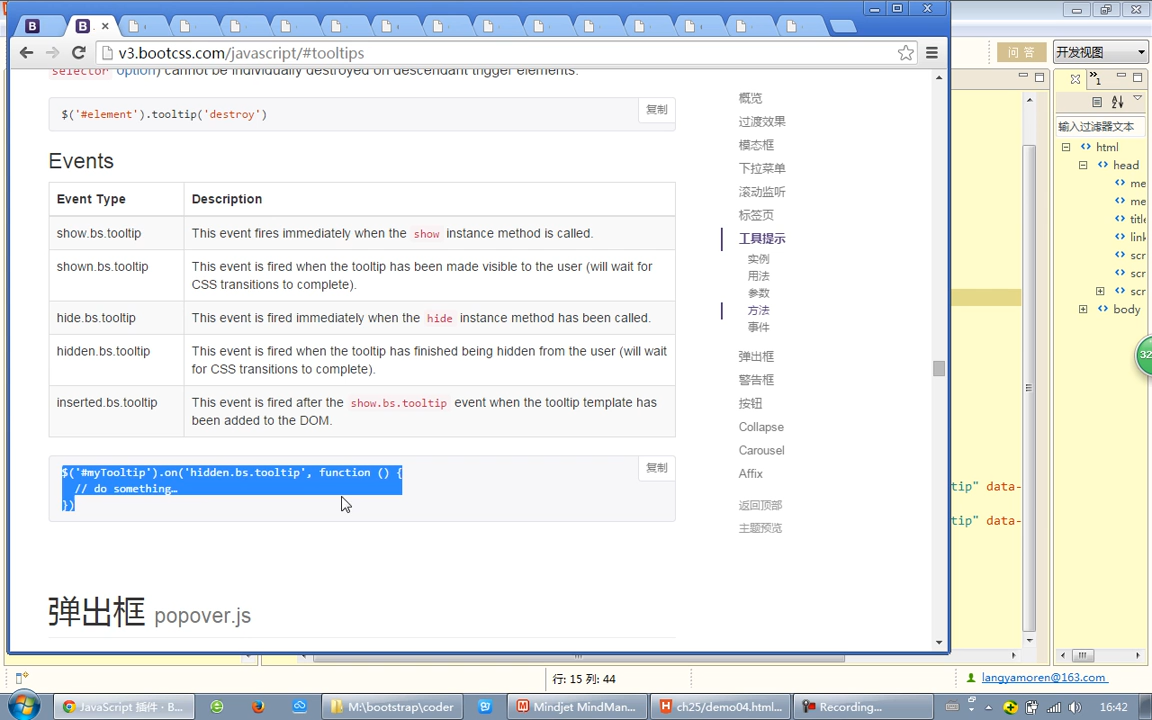 v3.bootcss.com/javascript/#tooltips
问 答
开发视图
selector option) cannot be individually destroyed on descendant trigger elements.
$('#element').tooltip('destroy')
复制
Events
Event Type Description
show.bs.tooltip This event fires immediately when the show instance method is called.
shown.bs.tooltip This event is fired when the tooltip has been made visible to the user (will wait for
CSS transitions to complete).
hide.bs.tooltip This event is fired immediately when the hide instance method has been called.
hidden.bs.tooltip This event is fired when the tooltip has finished being hidden from the user (will wait
for CSS transitions to complete).
inserted.bs.tooltip This event is fired after the show.bs.tooltip event when the tooltip template has
been added to the DOM.
$('#myTooltip').on('hidden.bs.tooltip', function () {
// do something…
})
复制
弹出框 popover.js
概览
过渡效果
模态框
下拉菜单
滚动监听
标签页
工具提示
实例
用法
参数
方法
事件
弹出框
警告框
按钮
Collapse
Carousel
Affix
返回顶部
主题预览
输入过滤器文本
html
head
me
me
title
link
scr
scr
scr
body
32
tip" data-
tip" data-
行: 15 列: 44
langyamoren@163.com
JavaScript 插件 · B...
M:\bootstrap\coder
Mindjet MindMan...
ch25/demo04.html...
Recording...
16:42